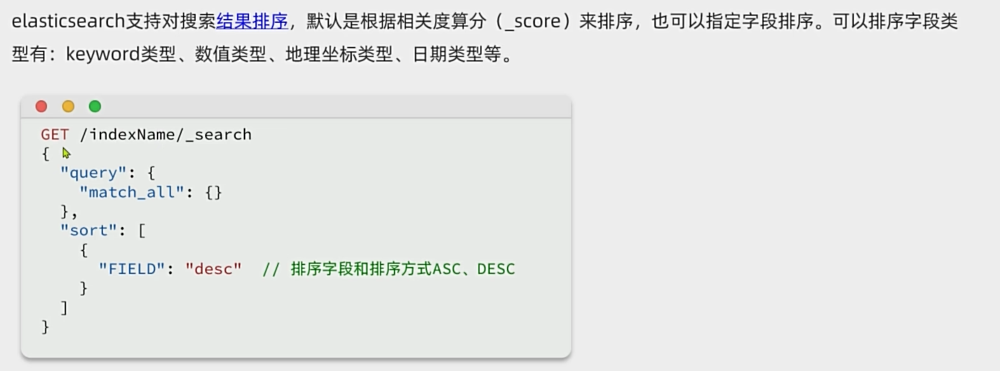 elasticsearch支持对搜索结果排序，默认是根据相关度算分（_score）来排序，也可以指定字段排序。可以排序字段类
型有：keyword类型、数值类型、地理坐标类型、日期类型等。
GET /indexName/_search
{
  "query": {
    "match_all": {}
  },
  "sort": [
    {
      "FIELD": "desc"  // 排序字段和排序方式ASC、DESC
    }
  ]
}